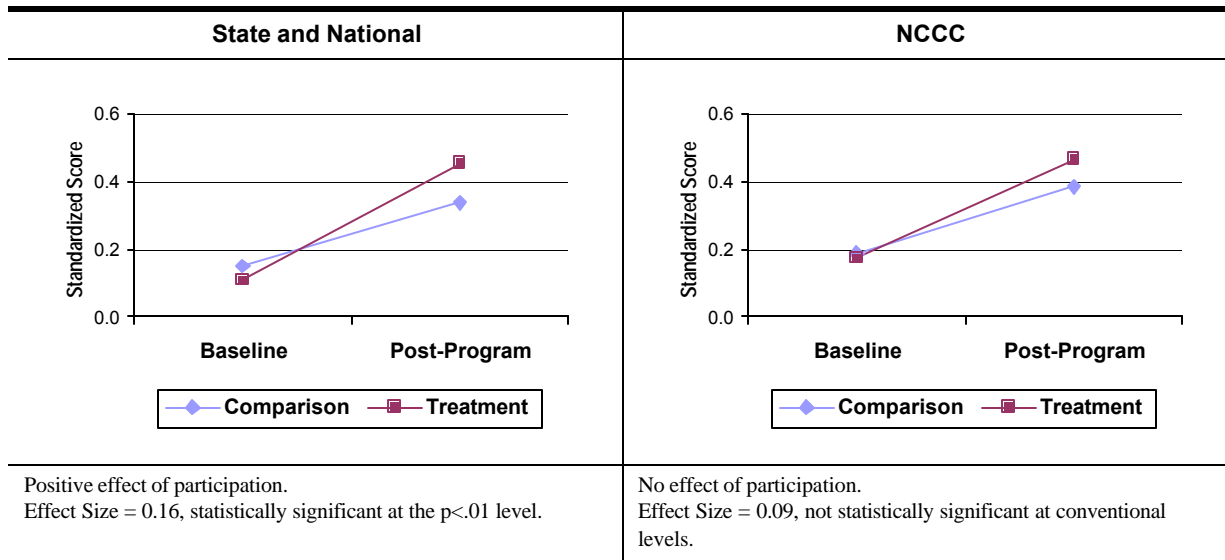 State and National
NCCC
Standardized Score
0.6
0.4
0.2
0.0
Baseline
Post-Program
Comparison
Treatment
Standardized Score
0.6
0.4
0.2
0.0
Baseline
Post-Program
Comparison
Treatment
Positive effect of participation.
Effect Size = 0.16, statistically significant at the p<.01 level.
No effect of participation.
Effect Size = 0.09, not statistically significant at conventional
levels.